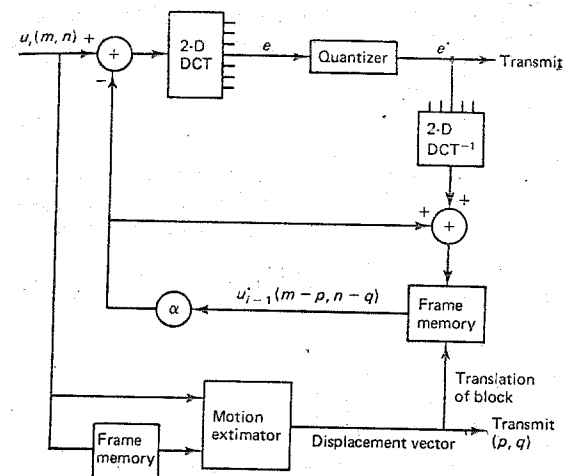 uᵢ(m, n) +
+
−
2-D
DCT
e
Quantizer
e˙
Transmit
2-D
DCT⁻¹
+
+
+
u˙ᵢ₋₁(m − p, n − q)
α
Frame
memory
Translation
of block
Motion
extimator
Frame
memory
Displacement vector
Transmit
(p, q)